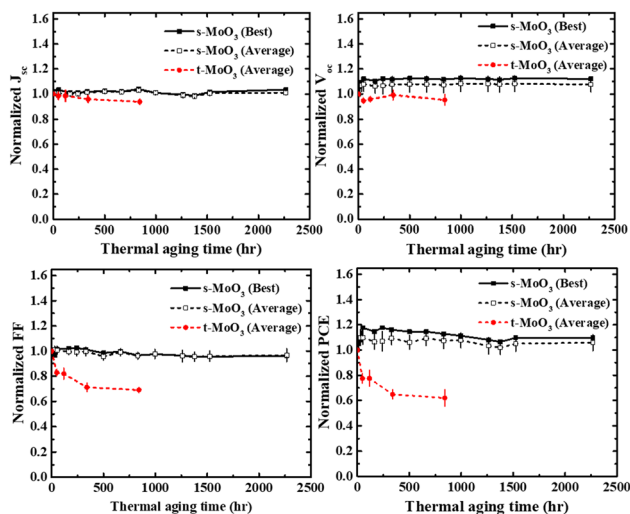 Normalized J_sc
1.6
1.4
1.2
1.0
0.8
0.6
0.4
0.2
0.0
s-MoO₃ (Best)
s-MoO₃ (Average)
t-MoO₃ (Average)
0 500 1000 1500 2000 2500
Thermal aging time (hr)
Normalized V_oc
1.6
1.4
1.2
1.0
0.8
0.6
0.4
0.2
0.0
s-MoO₃ (Best)
s-MoO₃ (Average)
t-MoO₃ (Average)
0 500 1000 1500 2000 2500
Thermal aging time (hr)
Normalized FF
1.6
1.4
1.2
1.0
0.8
0.6
0.4
0.2
0.0
s-MoO₃ (Best)
s-MoO₃ (Average)
t-MoO₃ (Average)
0 500 1000 1500 2000 2500
Thermal aging time (hr)
Normalized PCE
1.6
1.4
1.2
1.0
0.8
0.6
0.4
0.2
0.0
s-MoO₃ (Best)
s-MoO₃ (Average)
t-MoO₃ (Average)
0 500 1000 1500 2000 2500
Thermal aging time (hr)